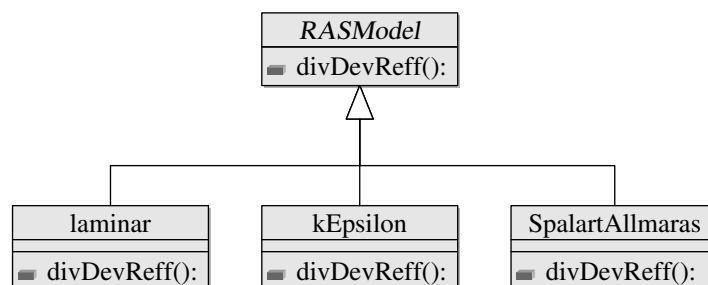 RASModel
divDevReff():
laminar
kEpsilon
SpalartAllmaras
divDevReff():
divDevReff():
divDevReff():